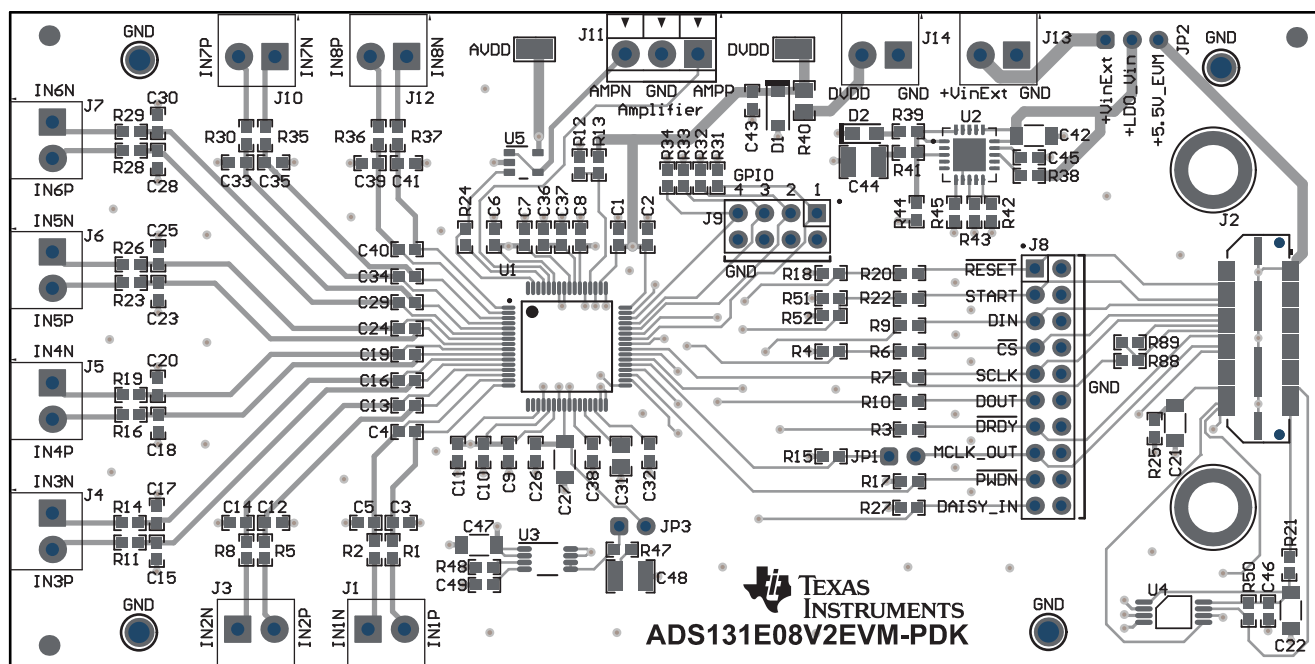 GND
IN7P
IN7N
J10
IN8P
IN8N
J12
AVDD
J11
AMPN GND AMPP
Amplifier
DVDD
J14
DVDD
GND
J13
+VinExt
GND
+VinExt
+LDO_Vin
+5.5V_EVM
JP2
GND
IN6N
J7
R29
R28
C30
C28
IN6P
R30
R35
C33
C35
R36
R37
C39
C41
U5
R12
R13
C43
D1
R40
D2
C44
R39
R41
U2
C42
C45
R38
R34
R33
R32
R31
GPIO
4 3 2 1
J9
GND
R44
R45
R43
R42
J2
IN5N
J6
R26
R23
C25
C23
IN5P
R24
C6
C7
C36
C37
C8
C1
C2
U1
C40
C34
C29
C24
C19
C16
C13
C4
IN4N
J5
R19
R16
C20
C18
IN4P
R18
R20
R51
R22
R52
R9
R4
R6
R7
R10
R3
R15
JP1
R17
R27
J8
RESET
START
DIN
CS
SCLK
DOUT
DRDY
MCLK_OUT
PWDN
DAISY_IN
GND
R89
R88
R25
C21
C11
C10
C9
C26
C27
C38
C31
C32
IN3N
J4
R14
R11
C17
C15
IN3P
C14
C12
R8
R5
J3
IN2N
IN2P
C5
C3
R2
R1
J1
IN1N
IN1P
C47
R48
C49
U3
JP3
R47
C48
GND
TEXAS
INSTRUMENTS
ADS131E08V2EVM-PDK
GND
U4
R50
C46
R21
C22